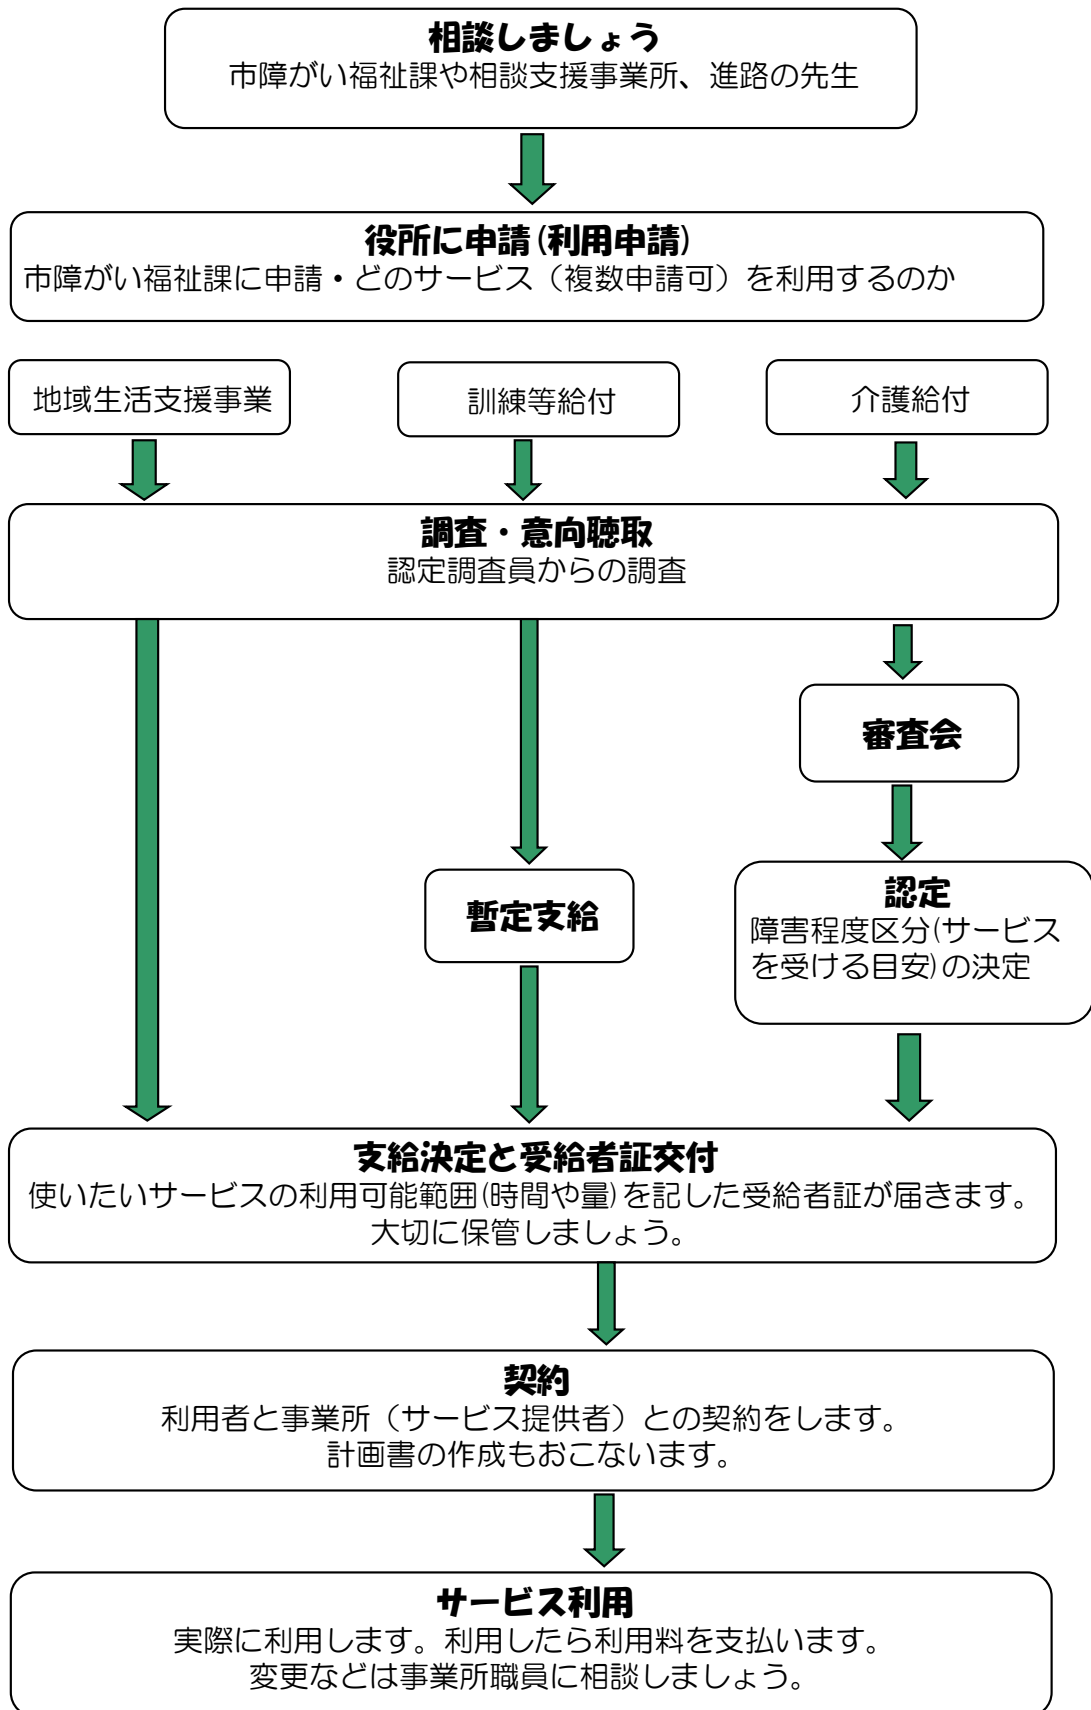 相談しましょう
市障がい福祉課や相談支援事業所、進路の先生
役所に申請(利用申請)
市障がい福祉課に申請・どのサービス（複数申請可）を利用するのか
地域生活支援事業
訓練等給付
介護給付
調査・意向聴取
認定調査員からの調査
審査会
暫定支給
認定
障害程度区分(サービス
を受ける目安)の決定
支給決定と受給者証交付
使いたいサービスの利用可能範囲(時間や量)を記した受給者証が届きます。
大切に保管しましょう。
契約
利用者と事業所（サービス提供者）との契約をします。
計画書の作成もおこないます。
サービス利用
実際に利用します。利用したら利用料を支払います。
変更などは事業所職員に相談しましょう。